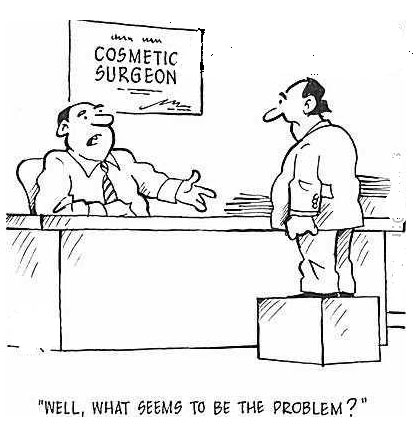 COSMETIC
SURGEON
"WELL, WHAT SEEMS TO BE THE PROBLEM?"